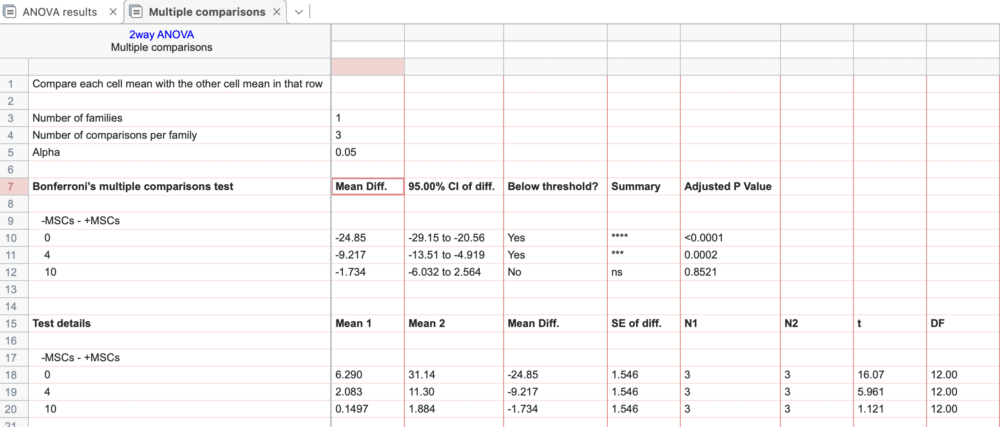 ANOVA results Multiple comparisons
2way ANOVA
Multiple comparisons
1 Compare each cell mean with the other cell mean in that row
2
3 Number of families 1
4 Number of comparisons per family 3
5 Alpha 0.05
6
7 Bonferroni's multiple comparisons test Mean Diff. 95.00% CI of diff. Below threshold? Summary Adjusted P Value
8
9 -MSCs - +MSCs
10 0 -24.85 -29.15 to -20.56 Yes **** <0.0001
11 4 -9.217 -13.51 to -4.919 Yes *** 0.0002
12 10 -1.734 -6.032 to 2.564 No ns 0.8521
13
14
15 Test details Mean 1 Mean 2 Mean Diff. SE of diff. N1 N2 t DF
16
17 -MSCs - +MSCs
18 0 6.290 31.14 -24.85 1.546 3 3 16.07 12.00
19 4 2.083 11.30 -9.217 1.546 3 3 5.961 12.00
20 10 0.1497 1.884 -1.734 1.546 3 3 1.121 12.00
21